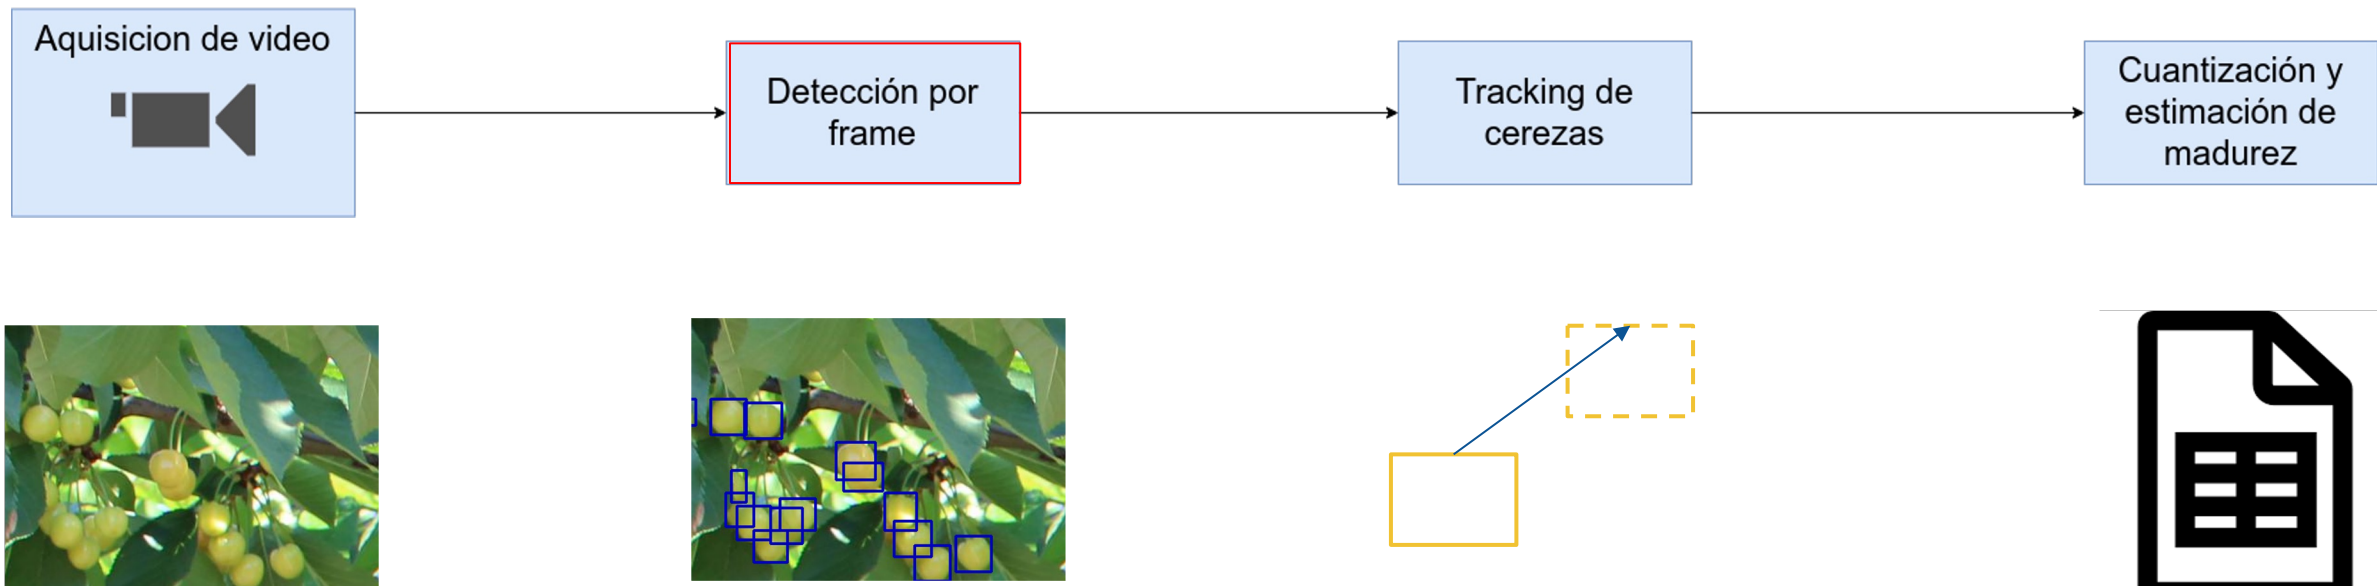 Aquisicion de video
Detección por
frame
Tracking de
cerezas
Cuantización y
estimación de
madurez